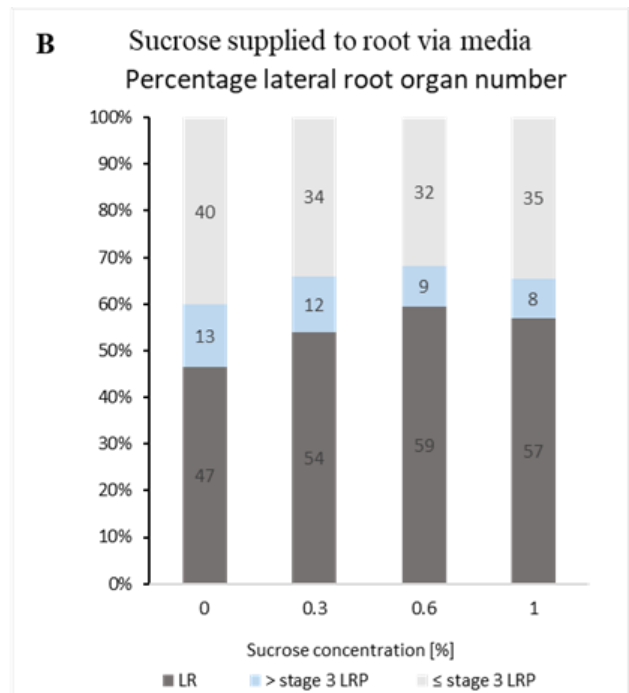 B Sucrose supplied to root via media
Percentage lateral root organ number
100%
90%
80%
70%
60%
50%
40%
30%
20%
10%
0%
40 34 32 35
13 12 9 8
47 54 59 57
0 0.3 0.6 1
Sucrose concentration [%]
LR > stage 3 LRP ≤ stage 3 LRP